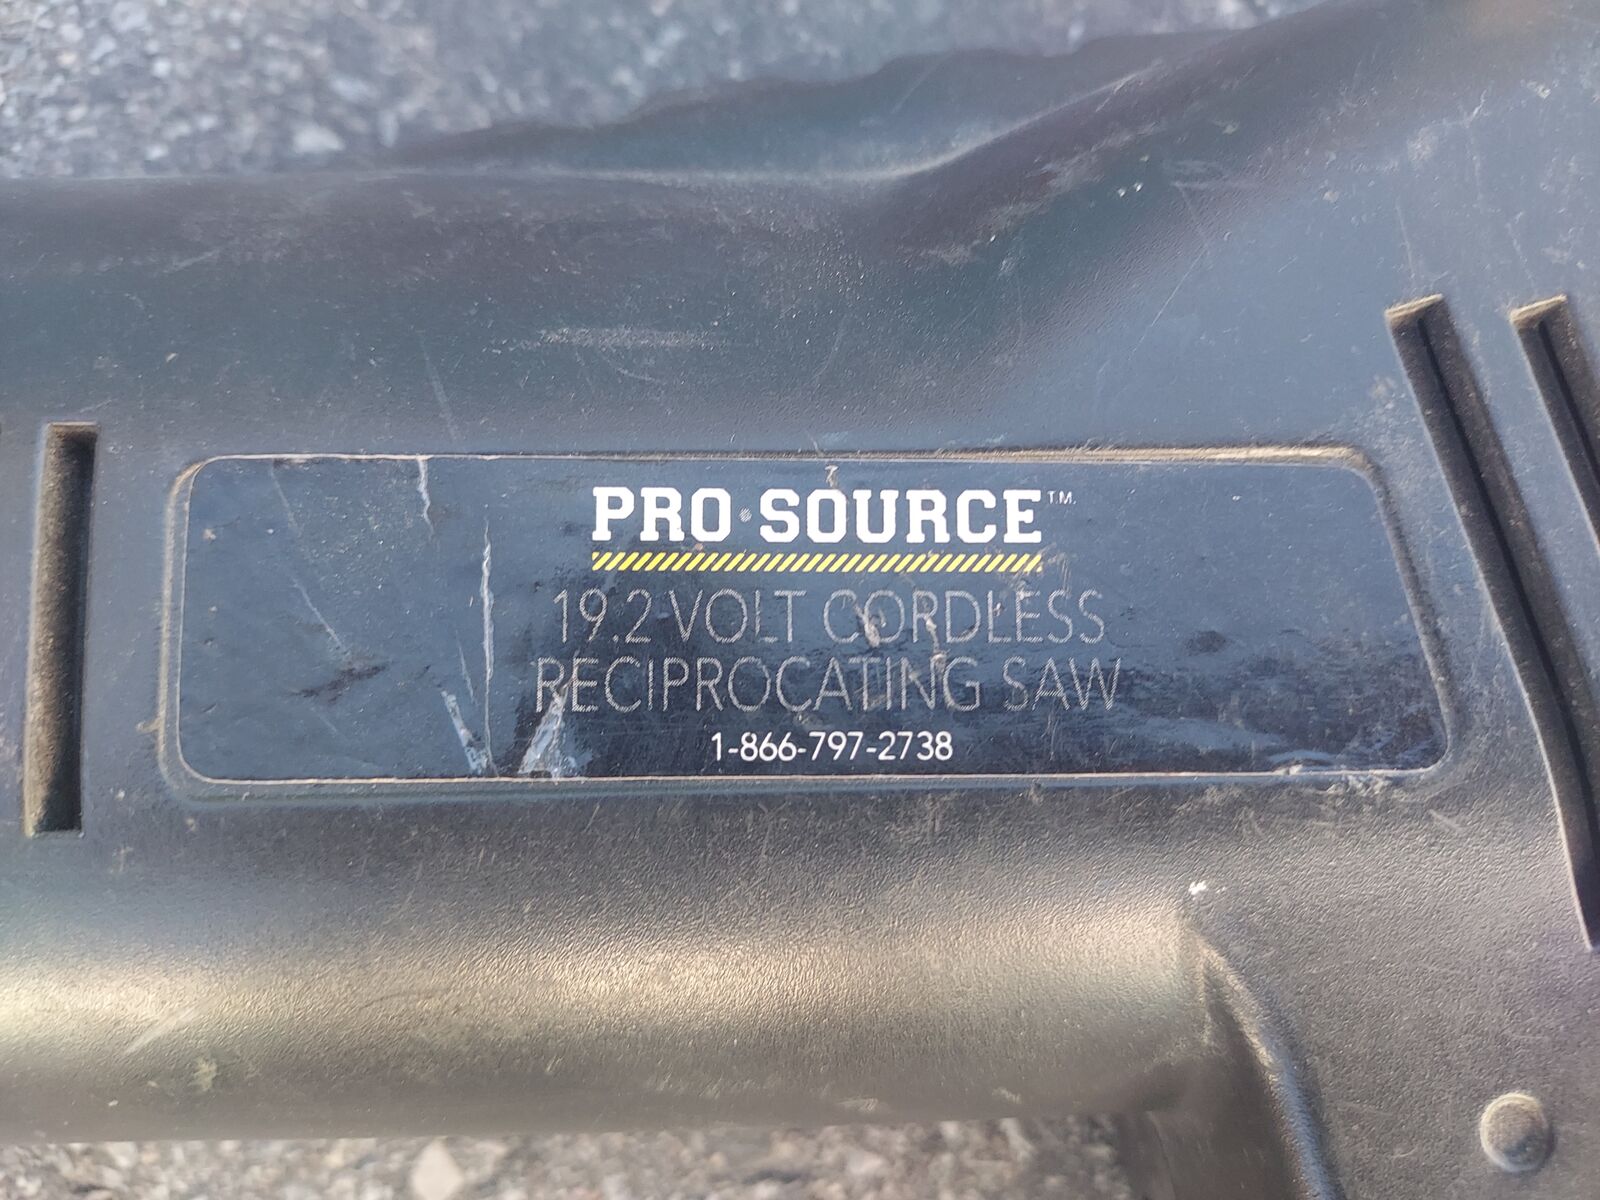 PRO·SOURCE™
19.2 VOLT CORDLESS
RECIPROCATING SAW
1-866-797-2738